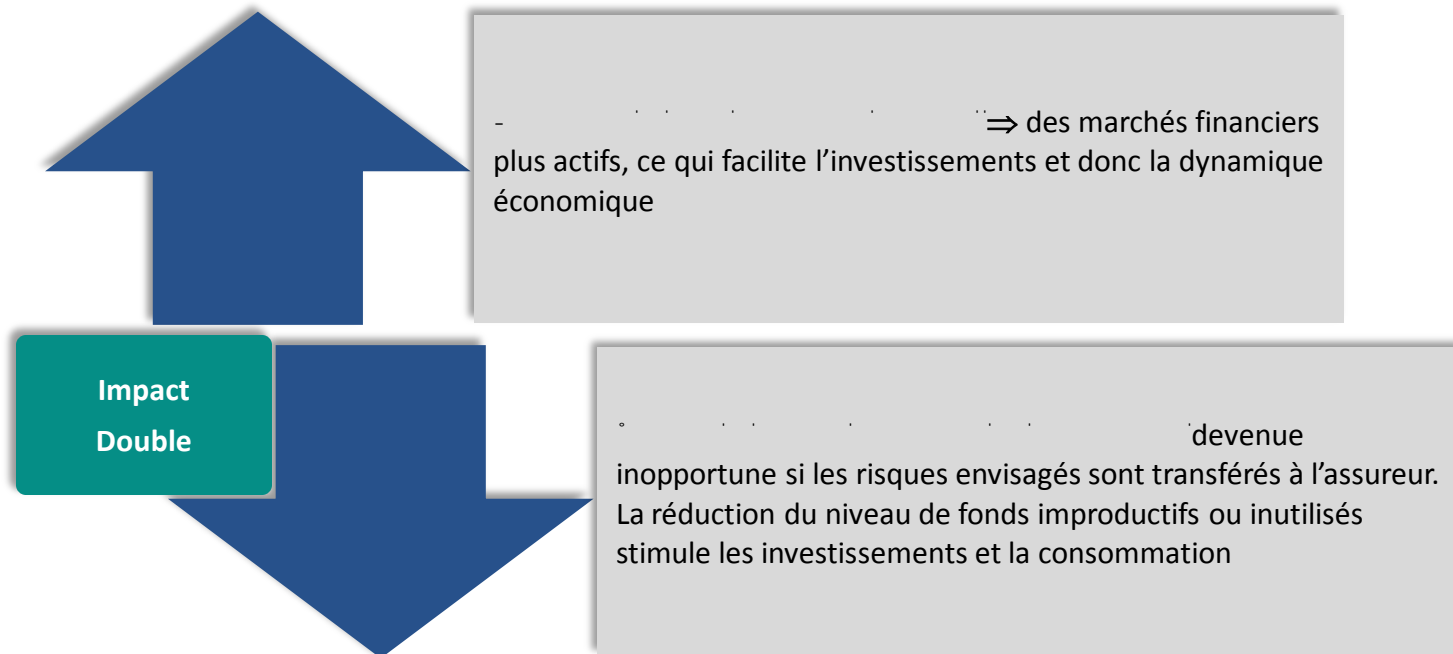 ⇒ des marchés financiers
plus actifs, ce qui facilite l’investissements et donc la dynamique
économique
Impact
Double
devenue
inopportune si les risques envisagés sont transférés à l’assureur.
La réduction du niveau de fonds improductifs ou inutilisés
stimule les investissements et la consommation